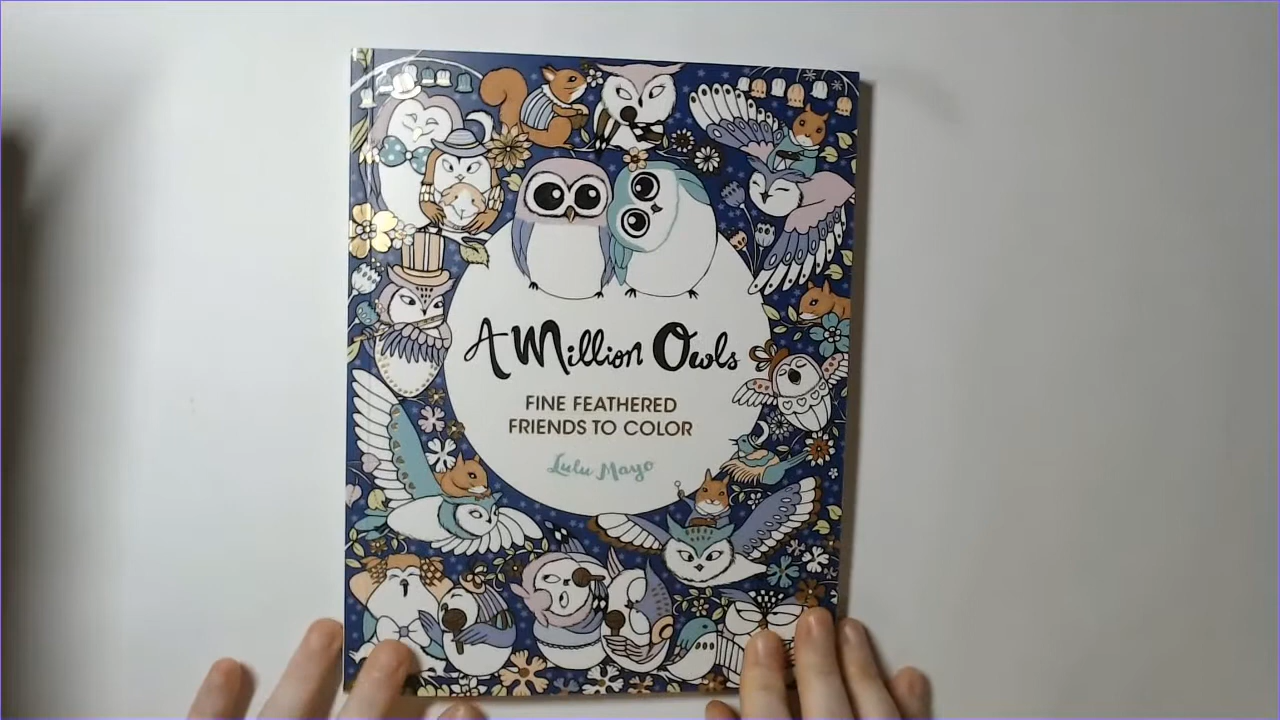 A Million Owls
FINE FEATHERED
FRIENDS TO COLOR
Lulu Mayo